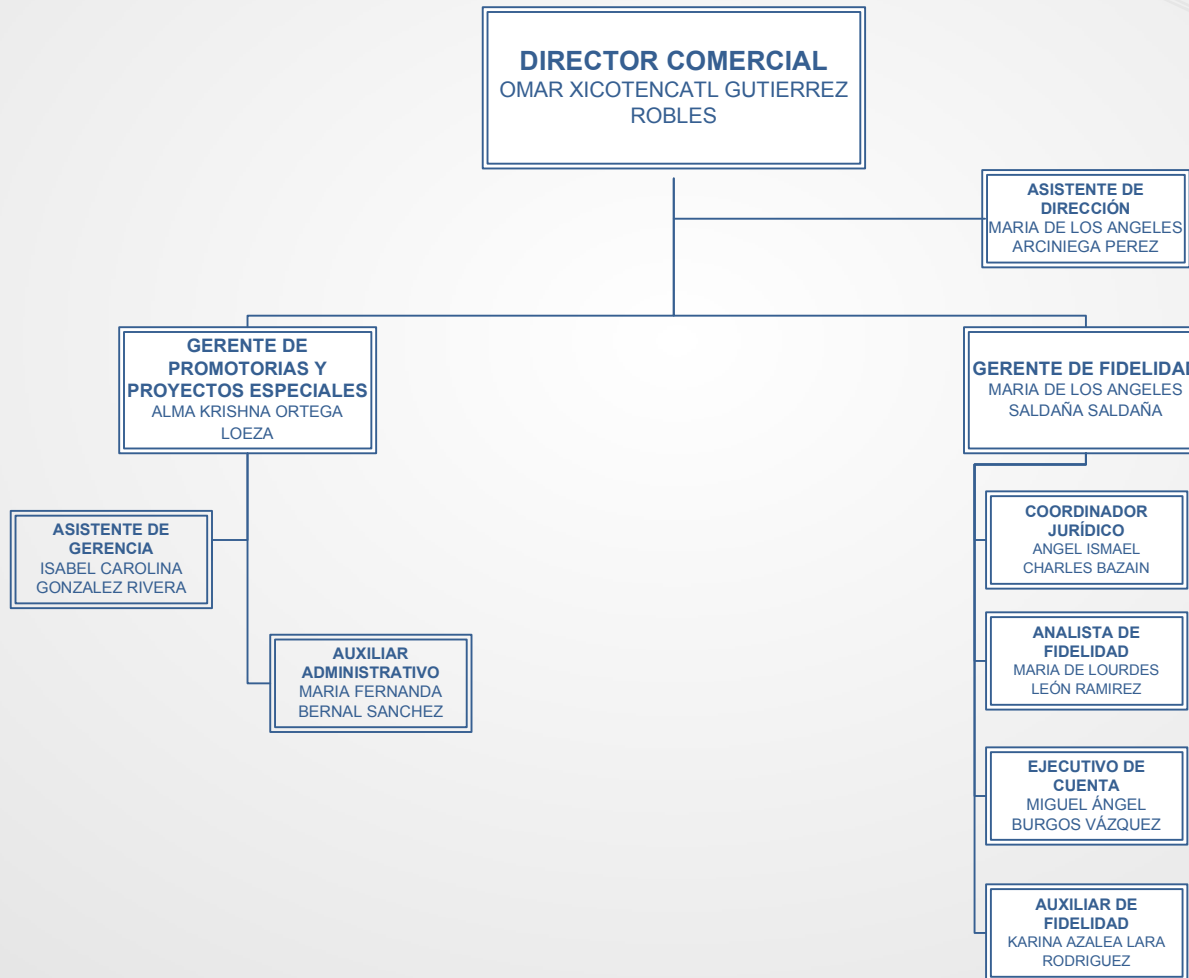 DIRECTOR COMERCIAL
OMAR XICOTENCATL GUTIERREZ
ROBLES
ASISTENTE DE
DIRECCIÓN
MARIA DE LOS ANGELES
ARCINIEGA PEREZ
GERENTE DE
PROMOTORIAS Y
PROYECTOS ESPECIALES
ALMA KRISHNA ORTEGA
LOEZA
GERENTE DE FIDELIDAD
MARIA DE LOS ANGELES
SALDAÑA SALDAÑA
ASISTENTE DE
GERENCIA
ISABEL CAROLINA
GONZALEZ RIVERA
AUXILIAR
ADMINISTRATIVO
MARIA FERNANDA
BERNAL SANCHEZ
COORDINADOR
JURÍDICO
ANGEL ISMAEL
CHARLES BAZAIN
ANALISTA DE
FIDELIDAD
MARIA DE LOURDES
LEÓN RAMIREZ
EJECUTIVO DE
CUENTA
MIGUEL ÁNGEL
BURGOS VÁZQUEZ
AUXILIAR DE
FIDELIDAD
KARINA AZALEA LARA
RODRIGUEZ